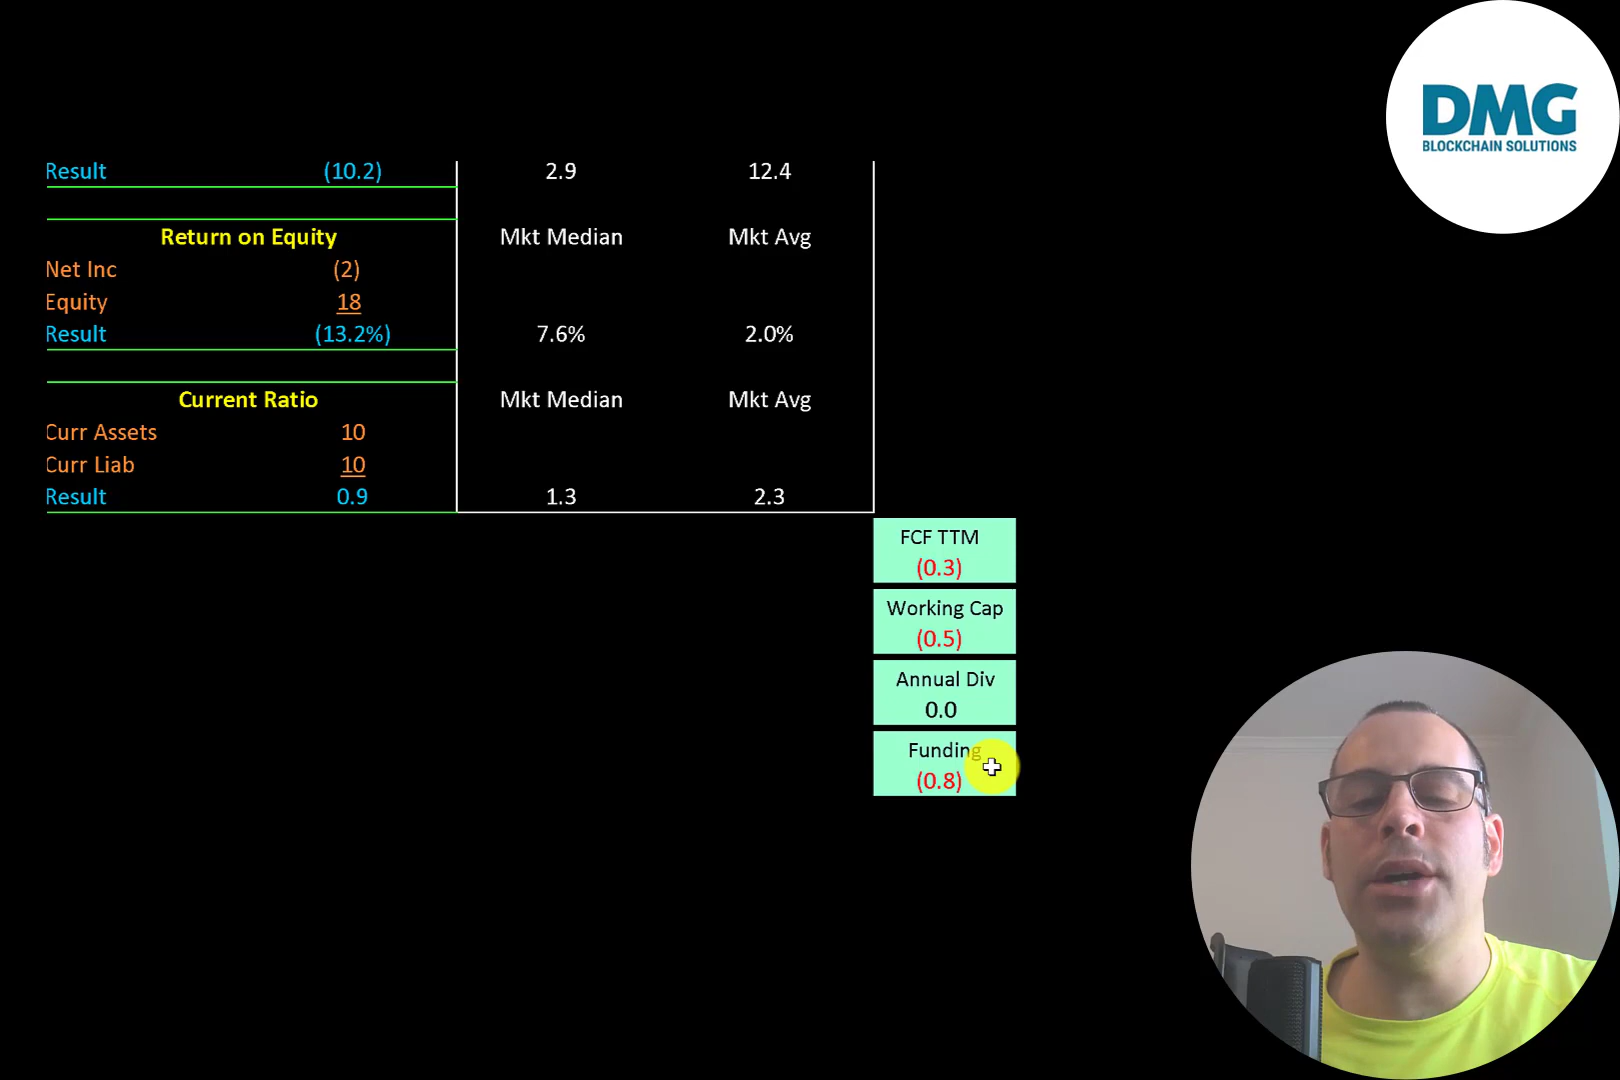 DMG
BLOCKCHAIN SOLUTIONS
Result (10.2) 2.9 12.4
Return on Equity Mkt Median Mkt Avg
Net Inc (2)
Equity 18
Result (13.2%) 7.6% 2.0%
Current Ratio Mkt Median Mkt Avg
Curr Assets 10
Curr Liab 10
Result 0.9 1.3 2.3
FCF TTM
(0.3)
Working Cap
(0.5)
Annual Div
0.0
Funding
(0.8)